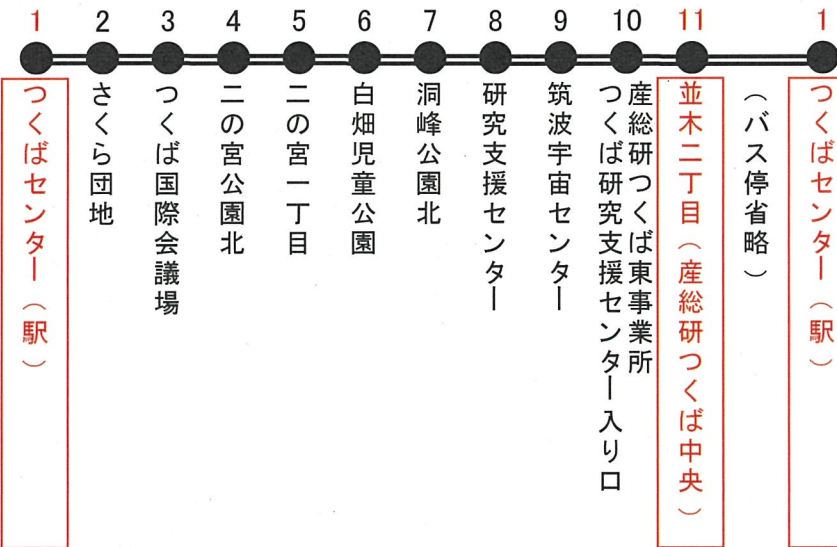 1
つくばセンター（駅）
2
さくら団地
3
つくば国際会議場
4
二の宮公園北
5
二の宮一丁目
6
白畑児童公園
7
洞峰公園北
8
研究支援センター
9
筑波宇宙センター
10
産総研つくば東事業所
つくば研究支援センター入り口
11
並木二丁目（産総研つくば中央）
（バス停省略）
1
つくばセンター（駅）